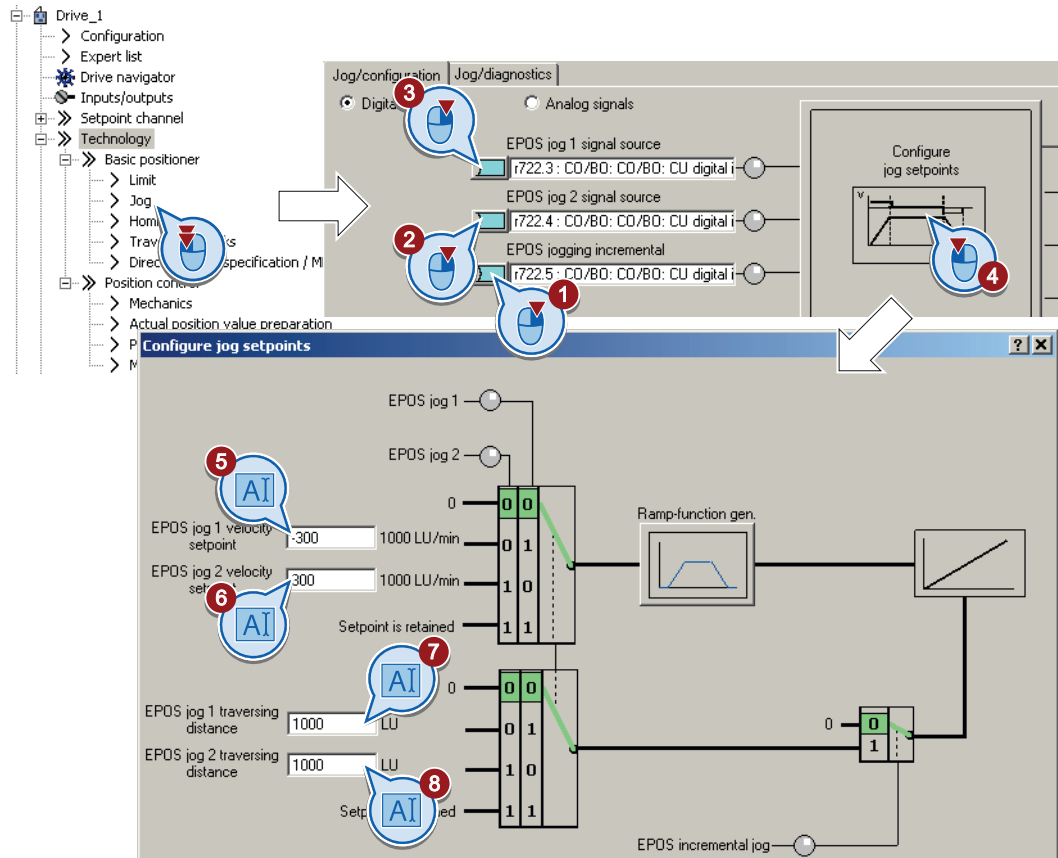 Drive_1
Configuration
Expert list
Drive navigator
Inputs/outputs
Setpoint channel
Technology
Basic positioner
Limit
Jog
Position
Mechanics
Actual position value preparation
Jog/configuration
Jog/diagnostics
3
Analog signals
EPOS jog 1 signal source
r722.3 : CO/BO: CO/BO: CU digital i
EPOS jog 2 signal source
r722.4 : CO/BO: CO/BO: CU digital i
2
EPOS jogging incremental
r722.5 : CO/BO: CO/BO: CU digital i
1
Configure
jog setpoints
V
4
Configure jog setpoints
EPOS jog 1
EPOS jog 2
5
AI
0
0 0
EPOS jog 1 velocity
setpoint
-300
1000 LU/min
0 1
EPOS jog 2 velocity
300
1000 LU/min
1 0
6
AI
Setpoint is retained
1 1
Ramp-function gen.
7
AI
0
0 0
EPOS jog 1 traversing
distance
1000
LU
0 1
EPOS jog 2 traversing
distance
1000
LU
1 0
8
AI
1 1
0
0
1
EPOS incremental jog